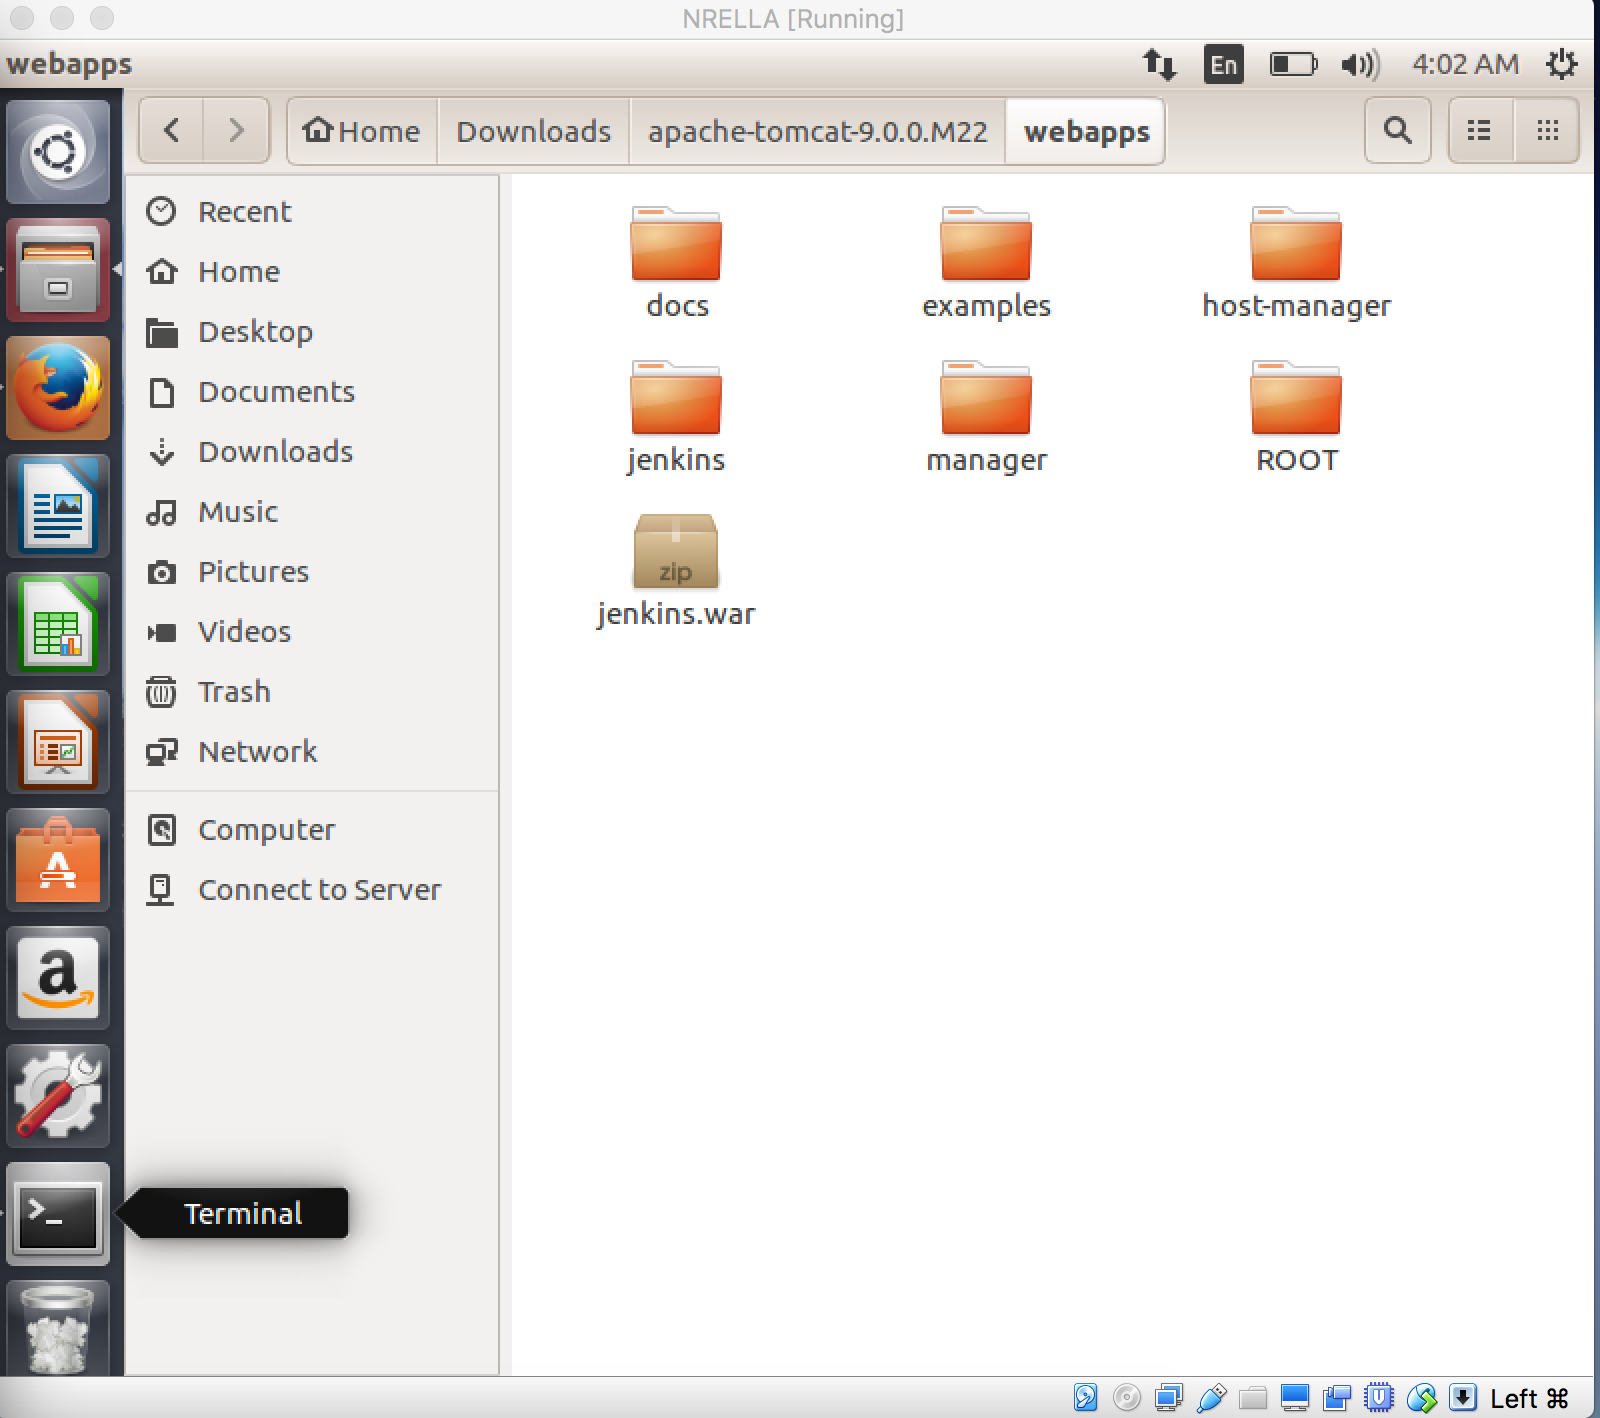 NRELLA [Running]
webapps
En
4:02 AM
Home
Downloads
apache-tomcat-9.0.0.M22
webapps
Recent
Home
Desktop
Documents
Downloads
Music
Pictures
Videos
Trash
Network
Computer
Connect to Server
docs
examples
host-manager
jenkins
manager
ROOT
zip
jenkins.war
A
a
>_
Terminal
Left ⌘